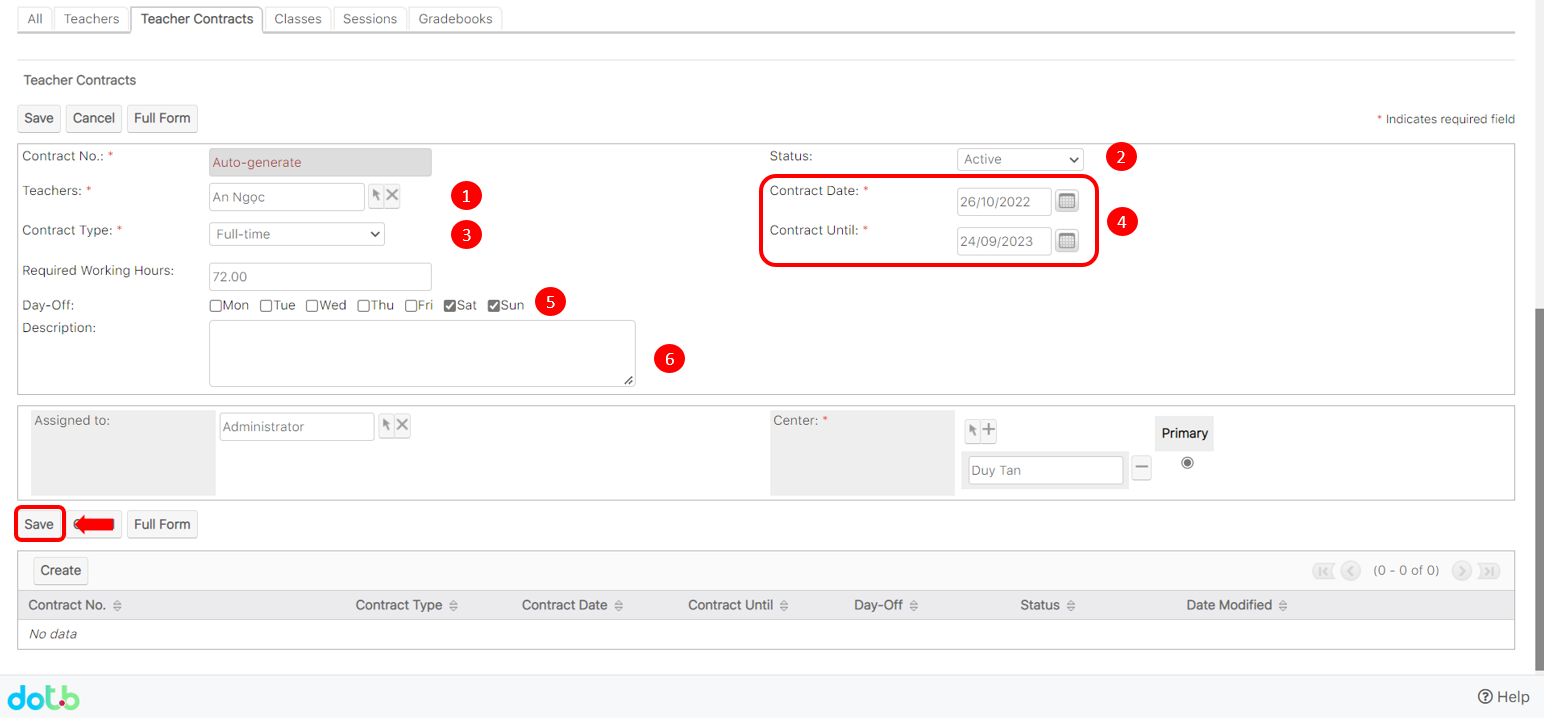 All Teachers Teacher Contracts Classes Sessions Gradebooks
Teacher Contracts
Save Cancel Full Form
* Indicates required field
Contract No.: * Auto-generate
Status: Active 2
Teachers: * An Ngọc 1
Contract Date: * 26/10/2022
Contract Type: * Full-time 3
Contract Until: * 24/09/2023
4
Required Working Hours: 72.00
Day-Off: Mon Tue Wed Thu Fri Sat Sun 5
Description:
6
Assigned to: Administrator
Center: * Primary
Duy Tan
Save Full Form
Create (0 - 0 of 0)
Contract No. Contract Type Contract Date Contract Until Day-Off Status Date Modified
No data
dot.b ? Help